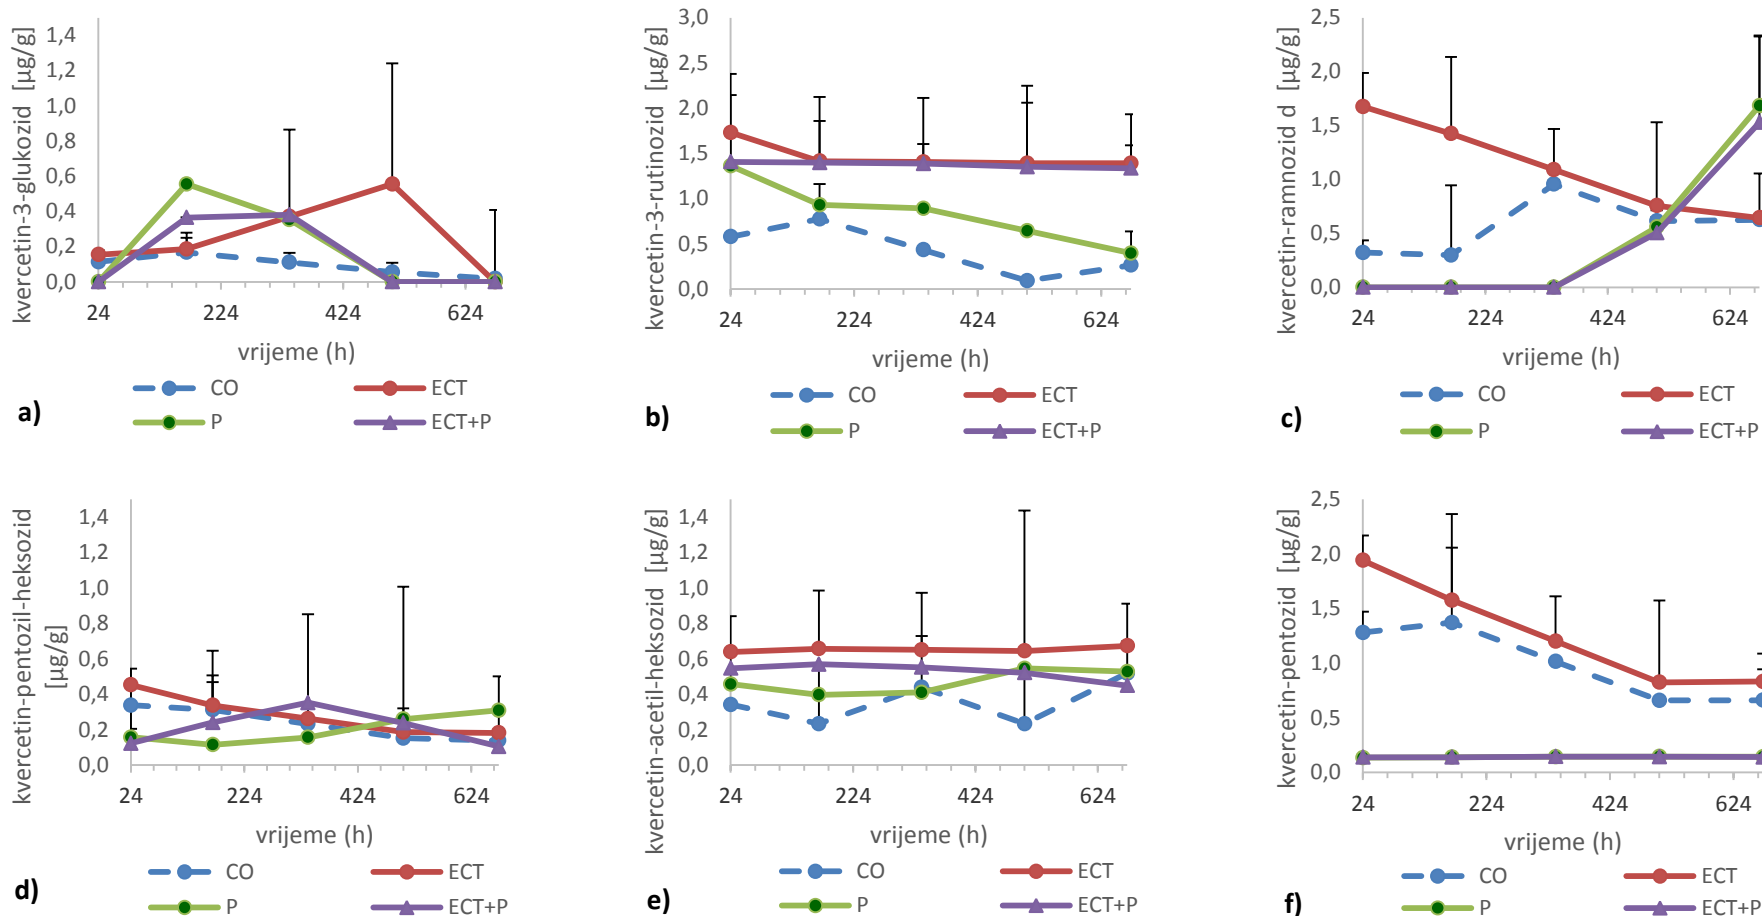 kvercetin-3-glukozid [µg/g]
1,4
1,2
1,0
0,8
0,6
0,4
0,2
0,0
24 224 424 624
vrijeme (h)
CO ECT
P ECT+P
a)
kvercetin-3-rutinozid [µg/g]
3,0
2,5
2,0
1,5
1,0
0,5
0,0
24 224 424 624
vrijeme (h)
CO ECT
P ECT+P
b)
kvercetin-ramnozid d [µg/g]
2,5
2,0
1,5
1,0
0,5
0,0
24 224 424 624
vrijeme (h)
CO ECT
P ECT+P
c)
kvercetin-pentozil-heksozid
[µg/g]
1,4
1,2
1,0
0,8
0,6
0,4
0,2
0,0
24 224 424 624
vrijeme (h)
CO ECT
P ECT+P
d)
kvercetin-acetil-heksozid [µg/g]
1,4
1,2
1,0
0,8
0,6
0,4
0,2
0,0
24 224 424 624
vrijeme (h)
CO ECT
P ECT+P
e)
kvercetin-pentozid [µg/g]
2,5
2,0
1,5
1,0
0,5
0,0
24 224 424 624
vrijeme (h)
CO ECT
P ECT+P
f)